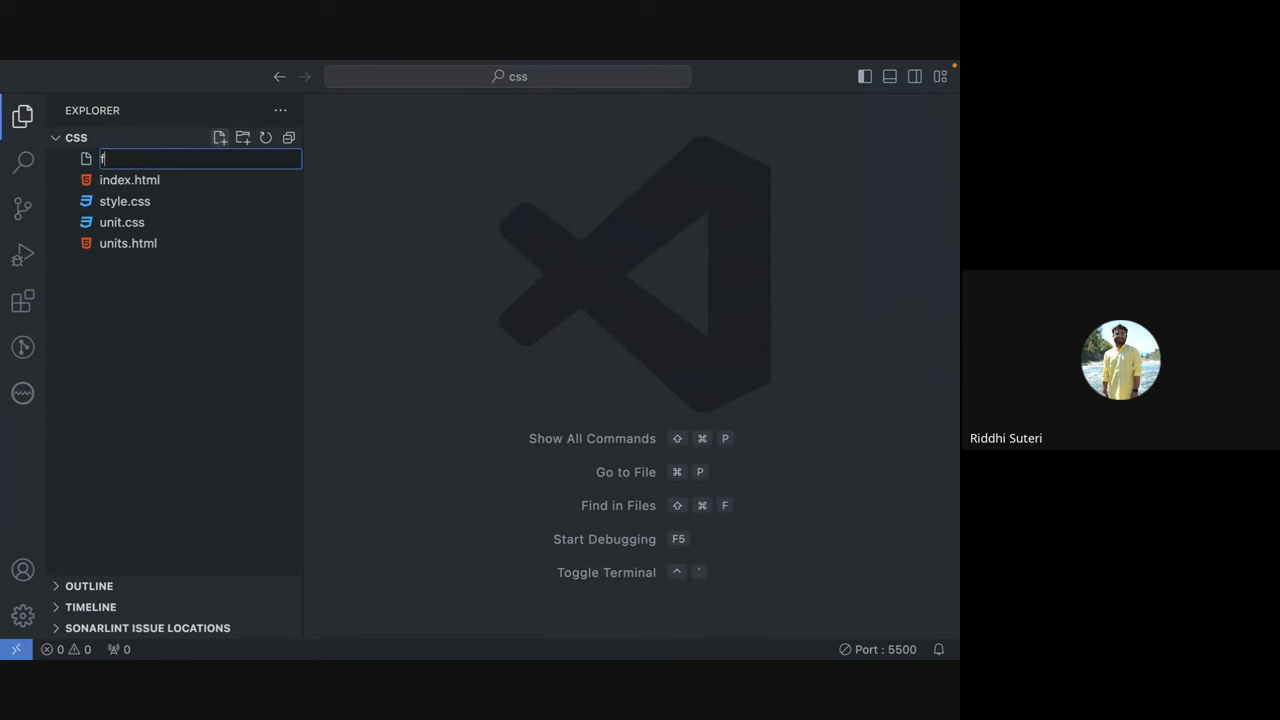 css
EXPLORER
CSS
f
index.html
style.css
unit.css
units.html
Show All Commands ⇧ ⌘ P
Go to File ⌘ P
Find in Files ⇧ ⌘ F
Start Debugging F5
Toggle Terminal ^ `
Riddhi Suteri
OUTLINE
TIMELINE
SONARLINT ISSUE LOCATIONS
0 0 0 Port : 5500